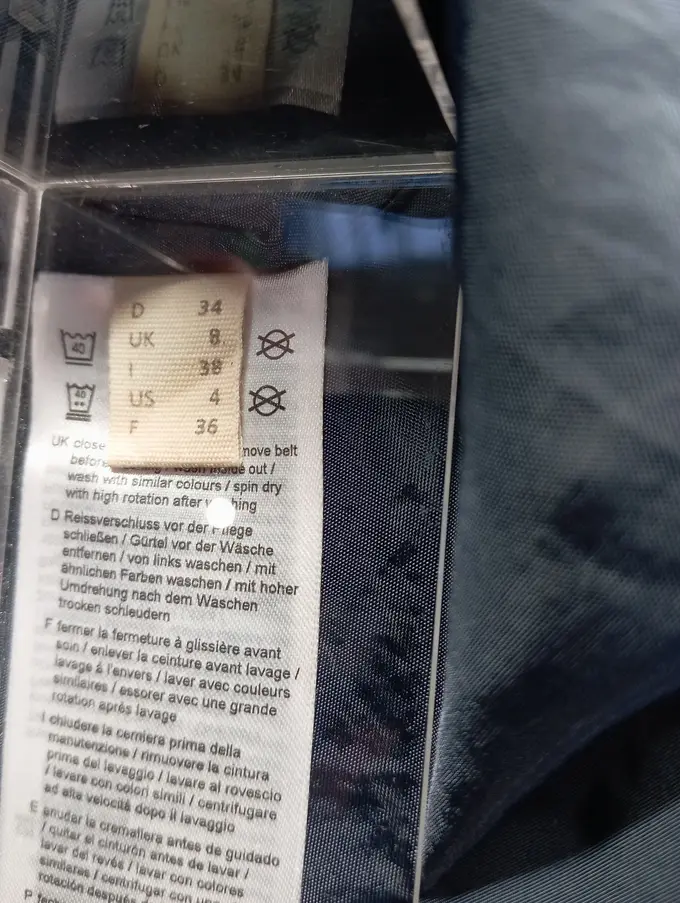 D 34
UK 8
I 38
US 4
F 36
40
40
UK close move belt
before inside out /
wash with similar colours / spin dry
with high rotation after
D Reissverschluss vor der Pflege
schließen / Gürtel vor der Wäsche
entfernen / von links waschen / mit
ähnlichen Farben waschen / mit hoher
Umdrehung nach dem Waschen
trocken schleudern
F fermer la fermeture à glissière avant
soin / enlever la ceinture avant lavage /
lavage à l'envers / laver avec couleurs
similaires / essorer avec une grande
rotation aprés lavage
I chiudere la cerniera prima della
manutenzione / rimuovere la cintura
prima del lavaggio / lavare al rovescio
/ lavare con colori simili / centrifugare
ad alta velocità dopo il lavaggio
E anudar la cremallera antes de guidado
/ quitar el cinturón antes de lavar /
lavar del revés / lavar con colores
similares / centrifugar con una
rotación después
P